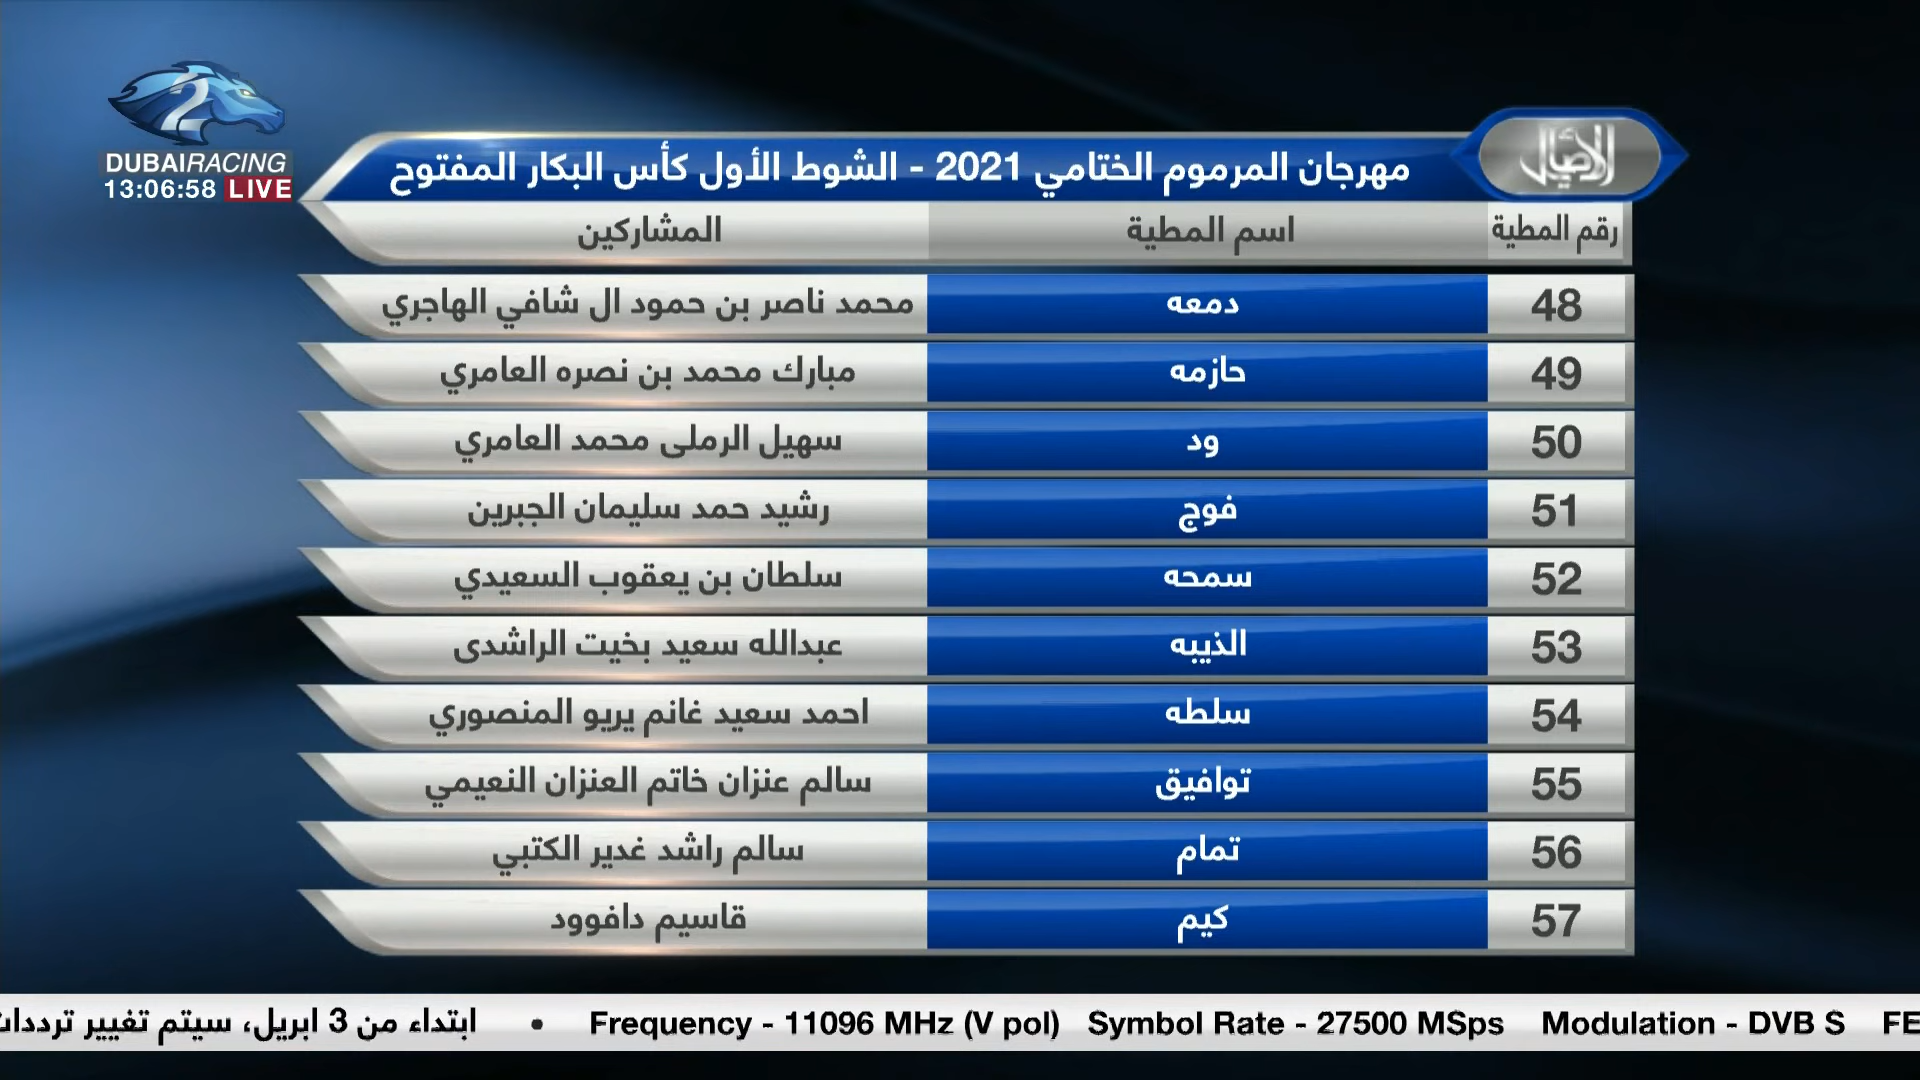 DUBAIRACING
13:06:58 LIVE
الأصايل
مهرجان المرموم الختامي 2021 - الشوط الأول كأس البكار المفتوح
رقم المطية اسم المطية المشاركين
48 دمعه محمد ناصر بن حمود ال شافي الهاجري
49 حازمه مبارك محمد بن نصره العامري
50 ود سهيل الرملى محمد العامري
51 فوج رشيد حمد سليمان الجبرين
52 سمحه سلطان بن يعقوب السعيدي
53 الذيبه عبدالله سعيد بخيت الراشدى
54 سلطه احمد سعيد غانم يريو المنصوري
55 توافيق سالم عنزان خاتم العنزان النعيمي
56 تمام سالم راشد غدير الكتبي
57 كيم قاسيم دافوود
ابتداء من 3 ابريل، سيتم تغيير ترددات • Frequency - 11096 MHz (V pol) Symbol Rate - 27500 MSps Modulation - DVB S FE